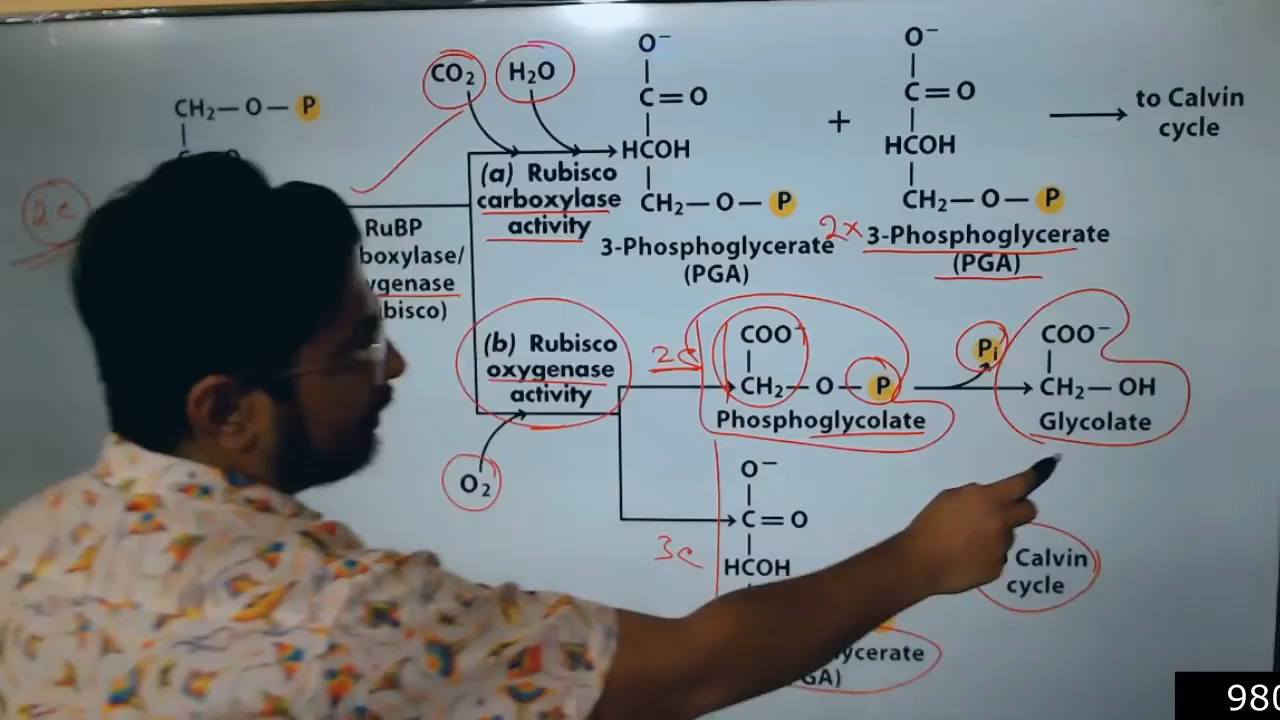 CH₂—O—P
2C
CO₂ H₂O
(a) Rubisco
carboxylase
activity
RuBP
boxylase/
ygenase
bisco)
O⁻
C=O
HCOH
CH₂—O—P
3-Phosphoglycerate
(PGA)
+
O⁻
C=O
HCOH
CH₂—O—P
2x 3-Phosphoglycerate
(PGA)
to Calvin
cycle
(b) Rubisco
oxygenase
activity
O₂
2C
COO⁻
CH₂—O—P
Phosphoglycolate
Pi
COO⁻
CH₂—OH
Glycolate
3C
O⁻
C=O
HCOH
ycerate
GA)
Calvin
cycle
980